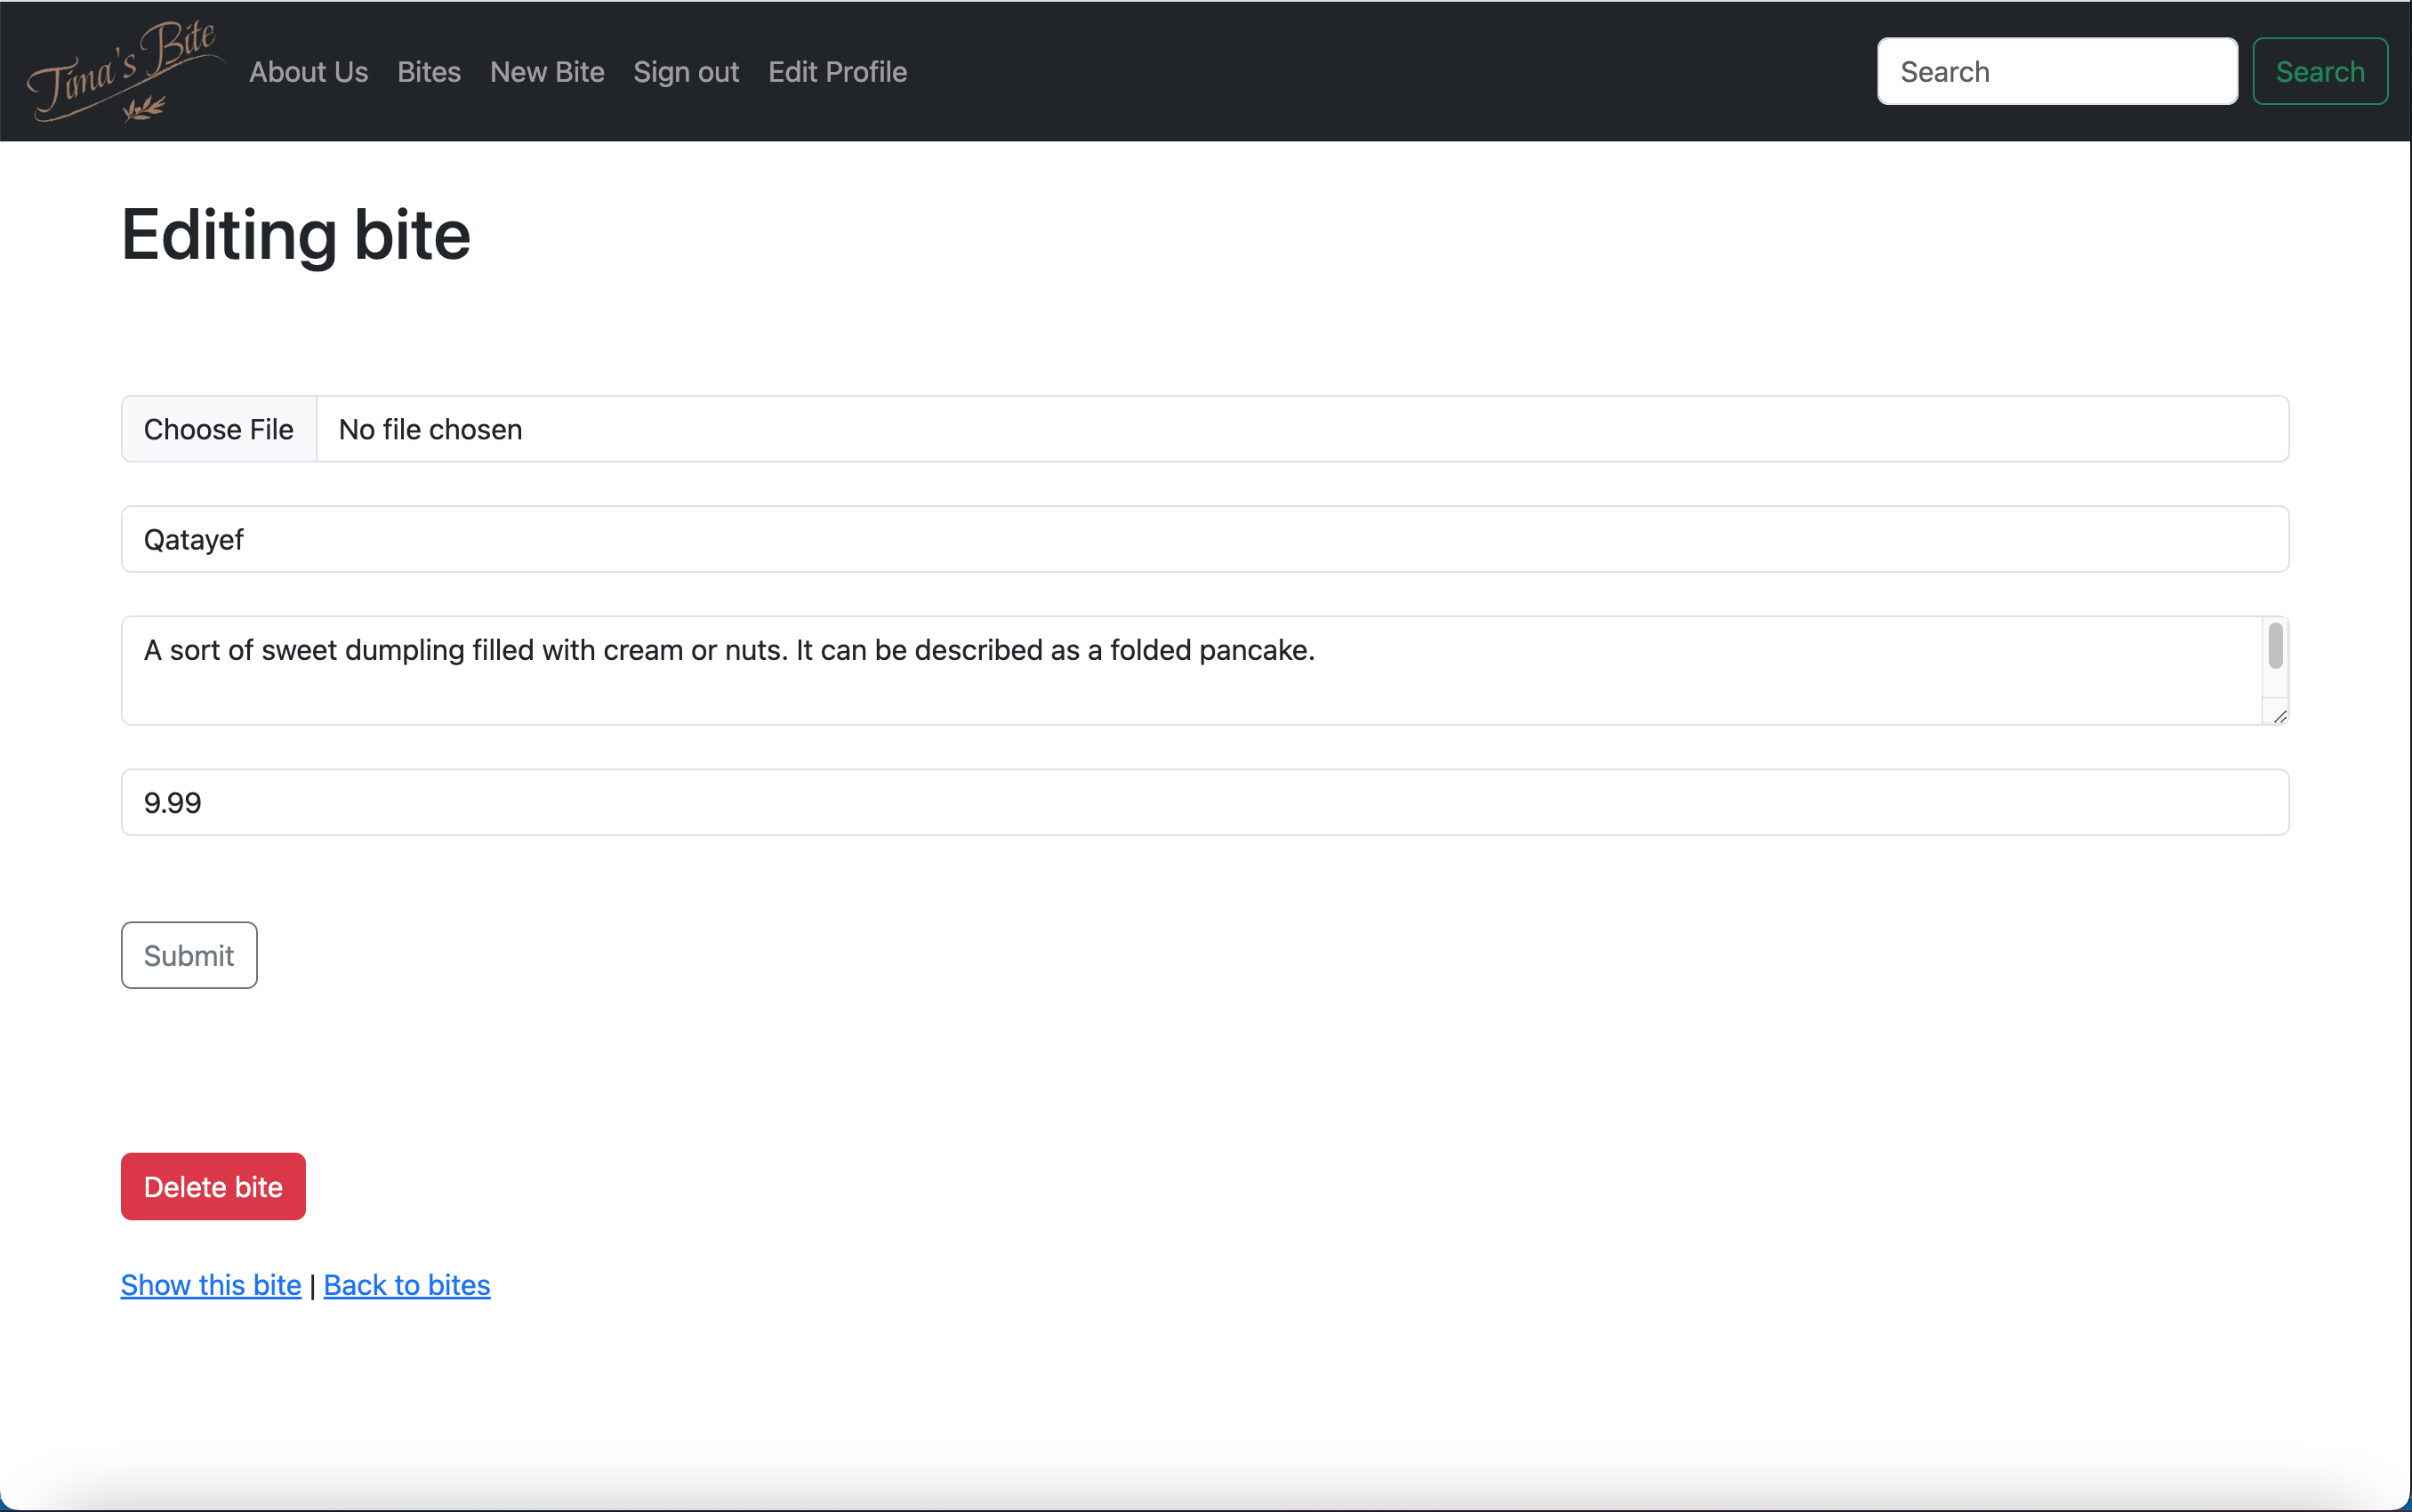 Tima's Bite About Us Bites New Bite Sign out Edit Profile Search Search
Editing bite
Choose File No file chosen
Qatayef
A sort of sweet dumpling filled with cream or nuts. It can be described as a folded pancake.
9.99
Submit
Delete bite
Show this bite | Back to bites